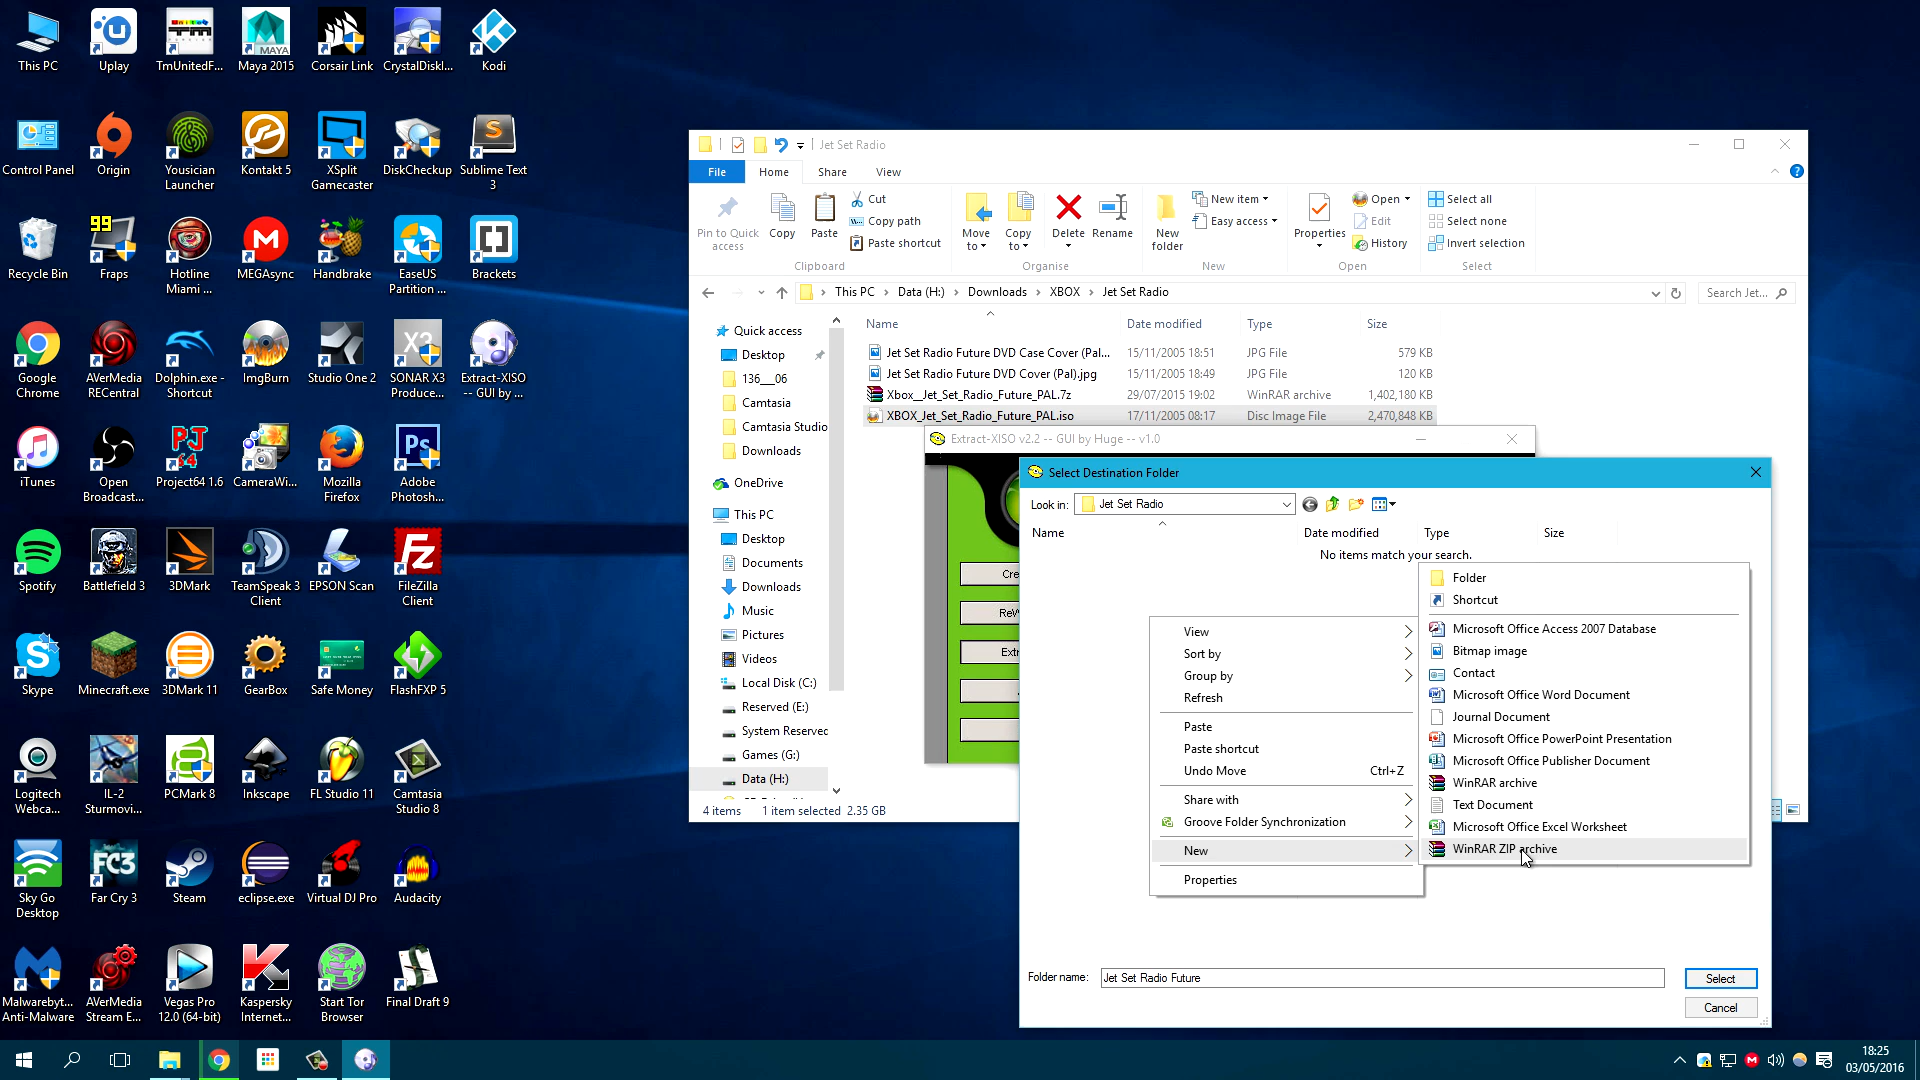 This PC
Uplay
TmUnitedF...
Maya 2015
Corsair Link
CrystalDiskI...
Kodi
Control Panel
Origin
Yousician
Launcher
Kontakt 5
XSplit
Gamecaster
DiskCheckup
Sublime Text
3
Recycle Bin
99
Fraps
Hotline
Miami ...
MEGAsync
Handbrake
EaseUS
Partition ...
Brackets
Google
Chrome
AVerMedia
RECentral
Dolphin.exe -
Shortcut
ImgBurn
Studio One 2
X3
SONAR X3
Produce...
Extract-XISO
-- GUI by ...
iTunes
Open
Broadcast...
Project64 1.6
CameraWi...
Mozilla
Firefox
Adobe
Photosh...
Spotify
Battlefield 3
3DMark
TeamSpeak 3
Client
EPSON Scan
FileZilla
Client
Skype
Minecraft.exe
3DMark 11
GearBox
Safe Money
FlashFXP 5
Logitech
Webca...
IL-2
Sturmovi...
PCMark 8
Inkscape
FL Studio 11
Camtasia
Studio 8
Sky Go
Desktop
FC3
Far Cry 3
Steam
eclipse.exe
Virtual DJ Pro
Audacity
Malwarebyt...
Anti-Malware
AVerMedia
Stream E...
Vegas Pro
12.0 (64-bit)
Kaspersky
Internet...
Start Tor
Browser
Final Draft 9
Jet Set Radio
File
Home
Share
View
Pin to Quick
access
Copy
Paste
Cut
Copy path
Paste shortcut
Clipboard
Move
to
Copy
to
Delete
Rename
Organise
New
folder
New item
Easy access
New
Properties
Open
Edit
History
Open
Select all
Select none
Invert selection
Select
This PC
Data (H:)
Downloads
XBOX
Jet Set Radio
Search Jet...
Quick access
Desktop
136___06
Camtasia
Camtasia Studio
Downloads
OneDrive
This PC
Desktop
Documents
Downloads
Music
Pictures
Videos
Local Disk (C:)
Reserved (E:)
System Reserved
Games (G:)
Data (H:)
Name
Date modified
Type
Size
Jet Set Radio Future DVD Case Cover (Pal...
15/11/2005 18:51
JPG File
579 KB
Jet Set Radio Future DVD Cover (Pal).jpg
15/11/2005 18:49
JPG File
120 KB
Xbox__Jet_Set_Radio_Future_PAL.7z
29/07/2015 19:02
WinRAR archive
1,402,180 KB
XBOX_Jet_Set_Radio_Future_PAL.iso
17/11/2005 08:17
Disc Image File
2,470,848 KB
4 items
1 item selected 2.35 GB
Extract-XISO v2.2 -- GUI by Huge -- v1.0
Cre
Extr
Select Destination Folder
Look in:
Jet Set Radio
Name
Date modified
Type
Size
No items match your search.
View
Sort by
Group by
Refresh
Paste
Paste shortcut
Undo Move
Ctrl+Z
Share with
Groove Folder Synchronization
New
Properties
Folder
Shortcut
Microsoft Office Access 2007 Database
Bitmap image
Contact
Microsoft Office Word Document
Journal Document
Microsoft Office PowerPoint Presentation
Microsoft Office Publisher Document
WinRAR archive
Text Document
Microsoft Office Excel Worksheet
WinRAR ZIP archive
Folder name:
Jet Set Radio Future
Select
Cancel
18:25
03/05/2016